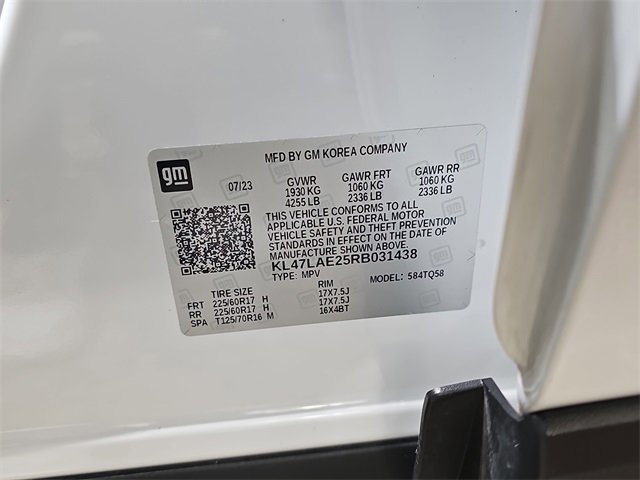 MFD BY GM KOREA COMPANY
gm
07/23 GVWR GAWR FRT GAWR RR
1930 KG 1060 KG 1060 KG
4255 LB 2336 LB 2336 LB
THIS VEHICLE CONFORMS TO ALL
APPLICABLE U.S. FEDERAL MOTOR
VEHICLE SAFETY AND THEFT PREVENTION
STANDARDS IN EFFECT ON THE DATE OF
MANUFACTURE SHOWN ABOVE.
KL47LAE25RB031438
TYPE: MPV MODEL: 584TQ58
TIRE SIZE RIM
FRT 225/60R17 H 17X7.5J
RR 225/60R17 H 17X7.5J
SPA T125/70R16 M 16X4BT